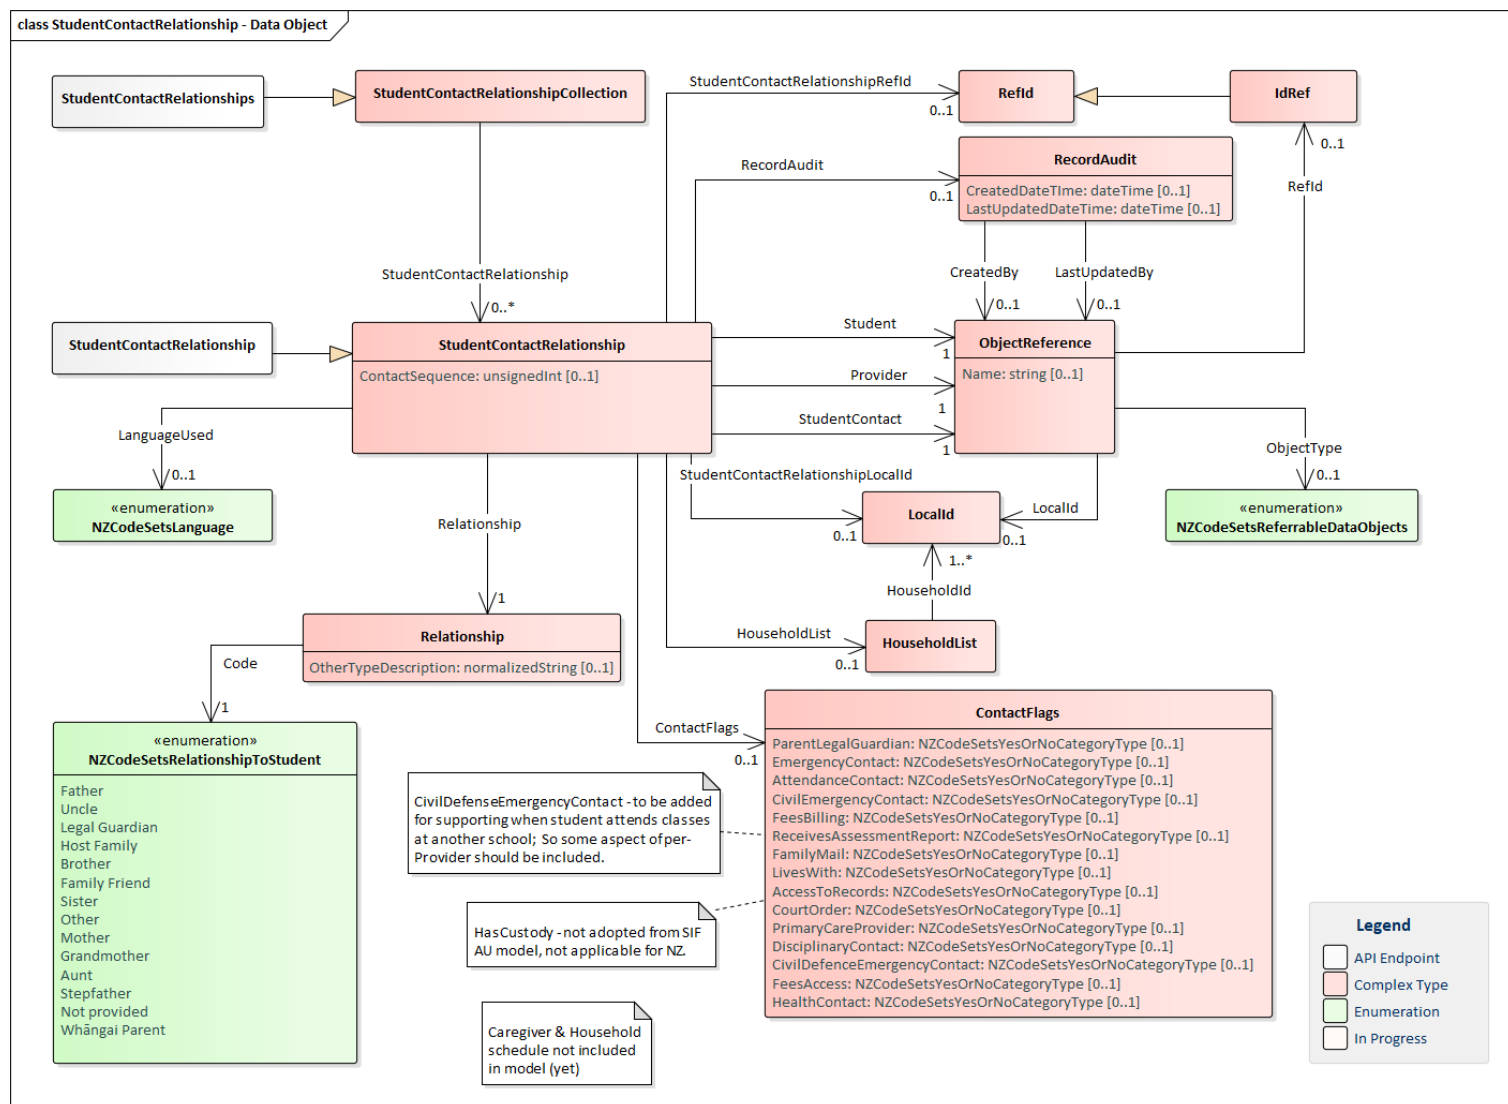 class StudentContactRelationship - Data Object
StudentContactRelationships
StudentContactRelationshipCollection
StudentContactRelationshipRefId
0..1
RefId
IdRef
0..1
RefId
RecordAudit
0..1
RecordAudit
CreatedDateTIme: dateTime [0..1]
LastUpdatedDateTime: dateTime [0..1]
CreatedBy
0..1
LastUpdatedBy
0..1
StudentContactRelationship
0..*
StudentContactRelationship
StudentContactRelationship
ContactSequence: unsignedInt [0..1]
Student
1
Provider
1
StudentContact
1
ObjectReference
Name: string [0..1]
LanguageUsed
0..1
«enumeration»
NZCodeSetsLanguage
ObjectType
0..1
«enumeration»
NZCodeSetsReferrableDataObjects
StudentContactRelationshipLocalId
0..1
LocalId
LocalId
0..1
1..*
HouseholdId
Relationship
1
HouseholdList
0..1
HouseholdList
Relationship
OtherTypeDescription: normalizedString [0..1]
Code
1
«enumeration»
NZCodeSetsRelationshipToStudent
Father
Uncle
Legal Guardian
Host Family
Brother
Family Friend
Sister
Other
Mother
Grandmother
Aunt
Stepfather
Not provided
Whāngai Parent
ContactFlags
0..1
ContactFlags
ParentLegalGuardian: NZCodeSetsYesOrNoCategoryType [0..1]
EmergencyContact: NZCodeSetsYesOrNoCategoryType [0..1]
AttendanceContact: NZCodeSetsYesOrNoCategoryType [0..1]
CivilEmergencyContact: NZCodeSetsYesOrNoCategoryType [0..1]
FeesBilling: NZCodeSetsYesOrNoCategoryType [0..1]
ReceivesAssessmentReport: NZCodeSetsYesOrNoCategoryType [0..1]
FamilyMail: NZCodeSetsYesOrNoCategoryType [0..1]
LivesWith: NZCodeSetsYesOrNoCategoryType [0..1]
AccessToRecords: NZCodeSetsYesOrNoCategoryType [0..1]
CourtOrder: NZCodeSetsYesOrNoCategoryType [0..1]
PrimaryCareProvider: NZCodeSetsYesOrNoCategoryType [0..1]
DisciplinaryContact: NZCodeSetsYesOrNoCategoryType [0..1]
CivilDefenceEmergencyContact: NZCodeSetsYesOrNoCategoryType [0..1]
FeesAccess: NZCodeSetsYesOrNoCategoryType [0..1]
HealthContact: NZCodeSetsYesOrNoCategoryType [0..1]
CivilDefenseEmergencyContact - to be added
for supporting when student attends classes
at another school; So some aspect of per-
Provider should be included.
HasCustody - not adopted from SIF
AU model, not applicable for NZ.
Caregiver & Household
schedule not included
in model (yet)
Legend
API Endpoint
Complex Type
Enumeration
In Progress